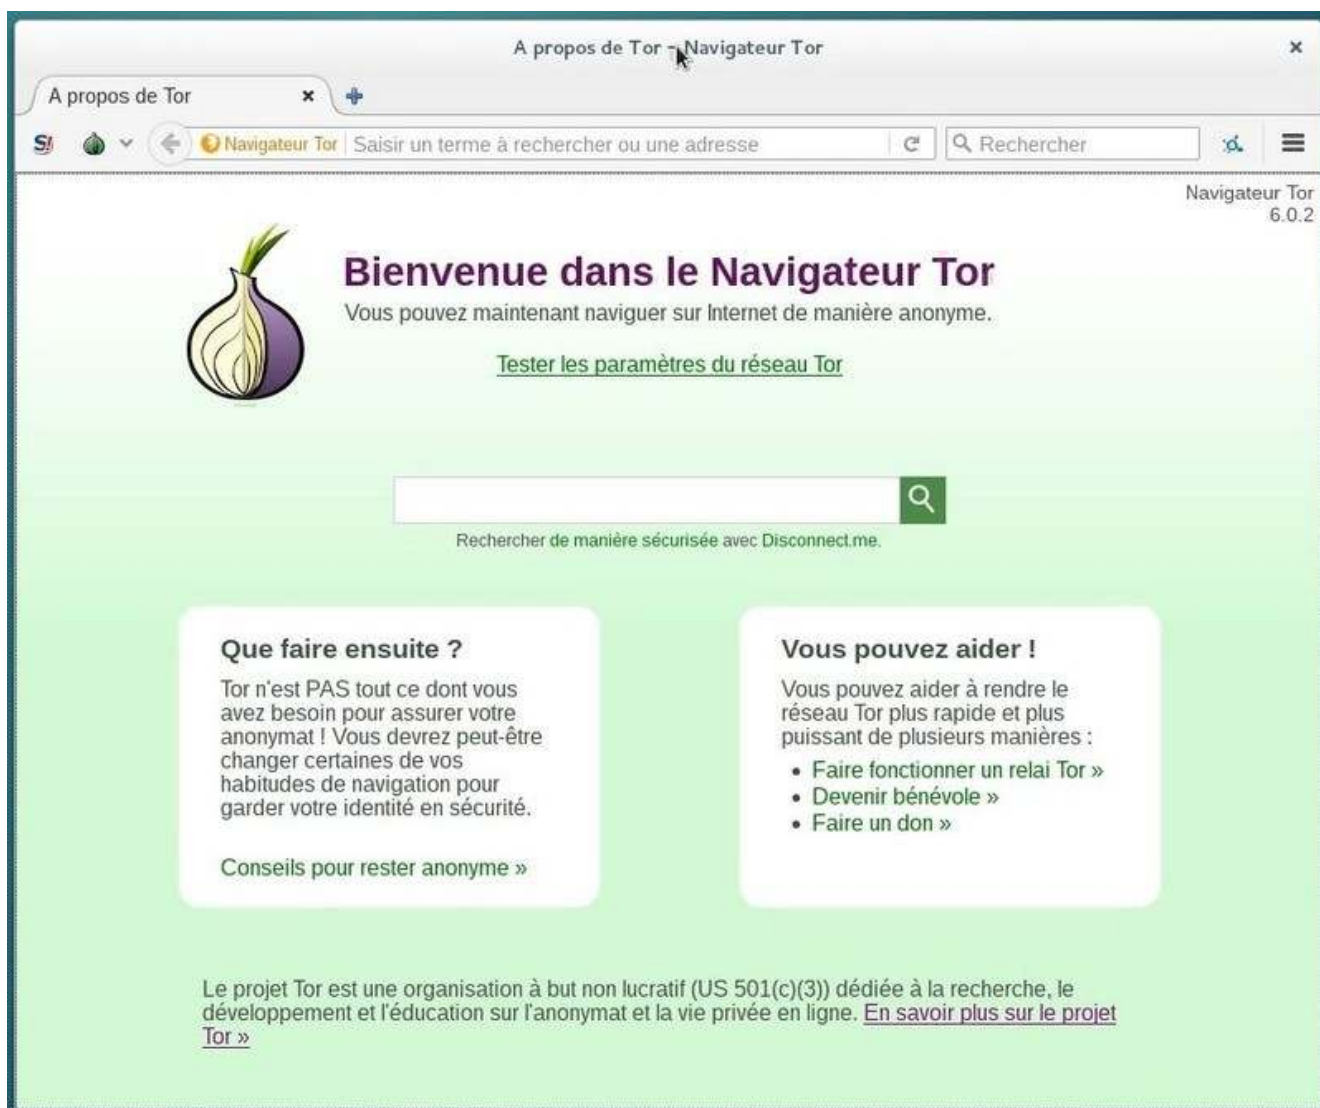 A propos de Tor - Navigateur Tor
A propos de Tor
S! Navigateur Tor Saisir un terme à rechercher ou une adresse Rechercher
Navigateur Tor
6.0.2
Bienvenue dans le Navigateur Tor
Vous pouvez maintenant naviguer sur Internet de manière anonyme.
Tester les paramètres du réseau Tor
Rechercher de manière sécurisée avec Disconnect.me.
Que faire ensuite ?
Tor n'est PAS tout ce dont vous
avez besoin pour assurer votre
anonymat ! Vous devrez peut-être
changer certaines de vos
habitudes de navigation pour
garder votre identité en sécurité.
Conseils pour rester anonyme »
Vous pouvez aider !
Vous pouvez aider à rendre le
réseau Tor plus rapide et plus
puissant de plusieurs manières :
• Faire fonctionner un relai Tor »
• Devenir bénévole »
• Faire un don »
Le projet Tor est une organisation à but non lucratif (US 501(c)(3)) dédiée à la recherche, le
développement et l'éducation sur l'anonymat et la vie privée en ligne. En savoir plus sur le projet
Tor »